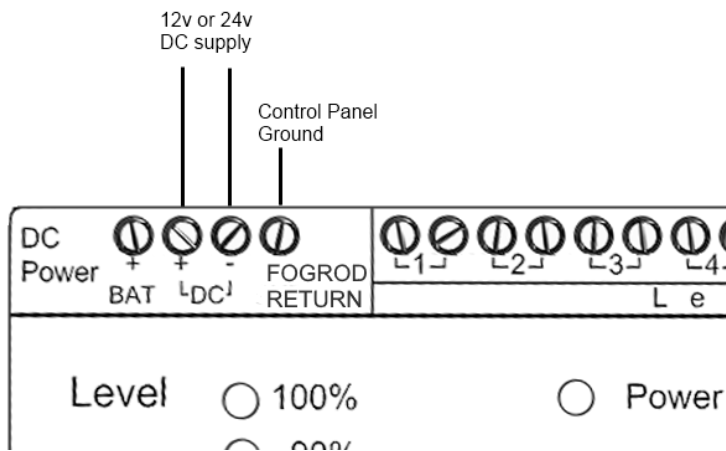 12v or 24v
DC supply
Control Panel
Ground
DC
Power
+ + -
BAT DC
FOGROD
RETURN
1 2 3 4
L e
Level
100%
Power
90%